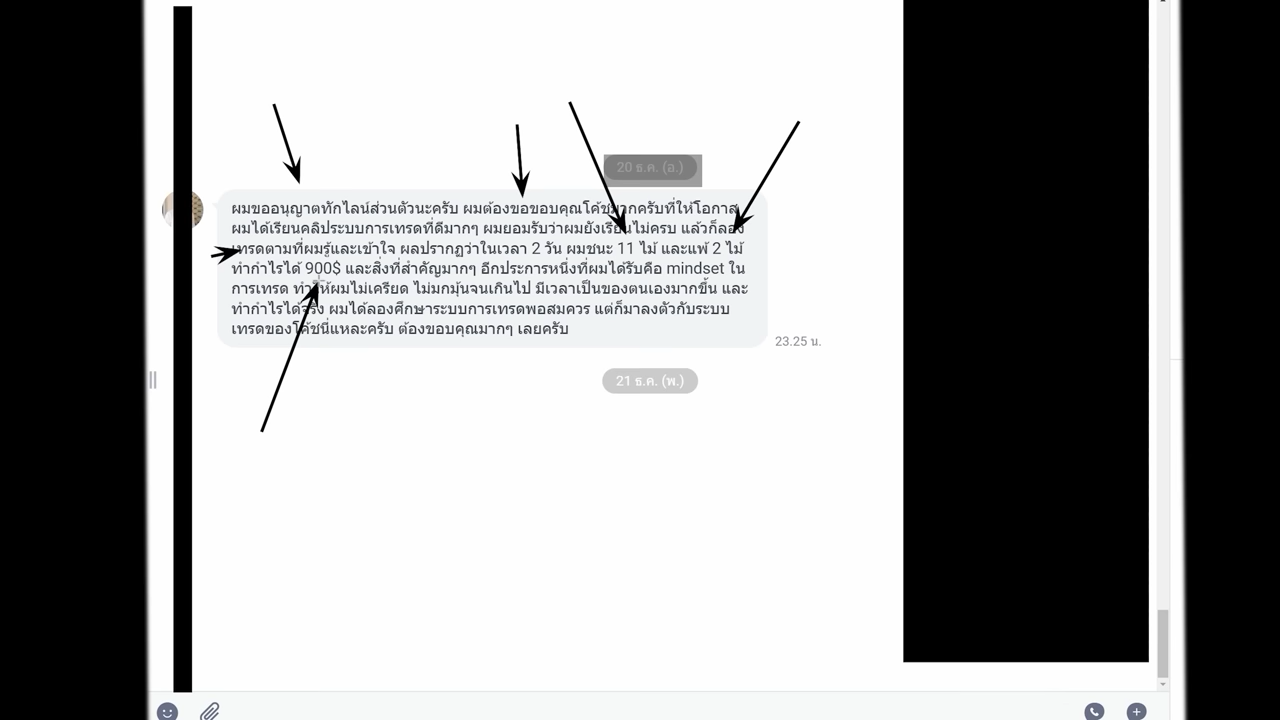 20 ธ.ค. (อ.)
ผมขออนุญาตทักไลน์ส่วนตัวนะครับ ผมต้องขอขอบคุณโค้ชมากครับที่ให้โอกาส
ผมได้เรียนคลิประบบการเทรดที่ดีมากๆ ผมยอมรับว่าผมยังเรียนไม่ครบ แล้วก็ลอง
เทรดตามที่ผมรู้และเข้าใจ ผลปรากฏว่าในเวลา 2 วัน ผมชนะ 11 ไม้ และแพ้ 2 ไม้
ทำกำไรได้ 900$ และสิ่งที่สำคัญมากๆ อีกประการหนึ่งที่ผมได้รับคือ mindset ใน
การเทรด ทำให้ผมไม่เครียด ไม่มกมุ้นจนเกินไป มีเวลาเป็นของตนเองมากขึ้น และ
ทำกำไรได้จริง ผมได้ลองศึกษาระบบการเทรดพอสมควร แต่ก็มาลงตัวกับระบบ
เทรดของโค้ชนี่แหละครับ ต้องขอบคุณมากๆ เลยครับ
23.25 น.
21 ธ.ค. (พ.)